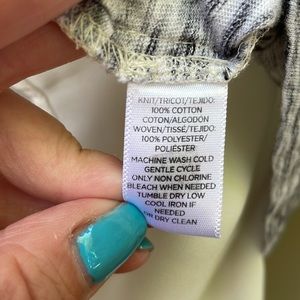 KNIT/TRICOT/TEJIDO:
100% COTTON
COTON/ALGODON
WOVEN/TISSÉ/TEJIDO:
100% POLYESTER/
POLIÉSTER
MACHINE WASH COLD
GENTLE CYCLE
ONLY NON CHLORINE
BLEACH WHEN NEEDED
TUMBLE DRY LOW
COOL IRON IF
NEEDED
DRY CLEAN